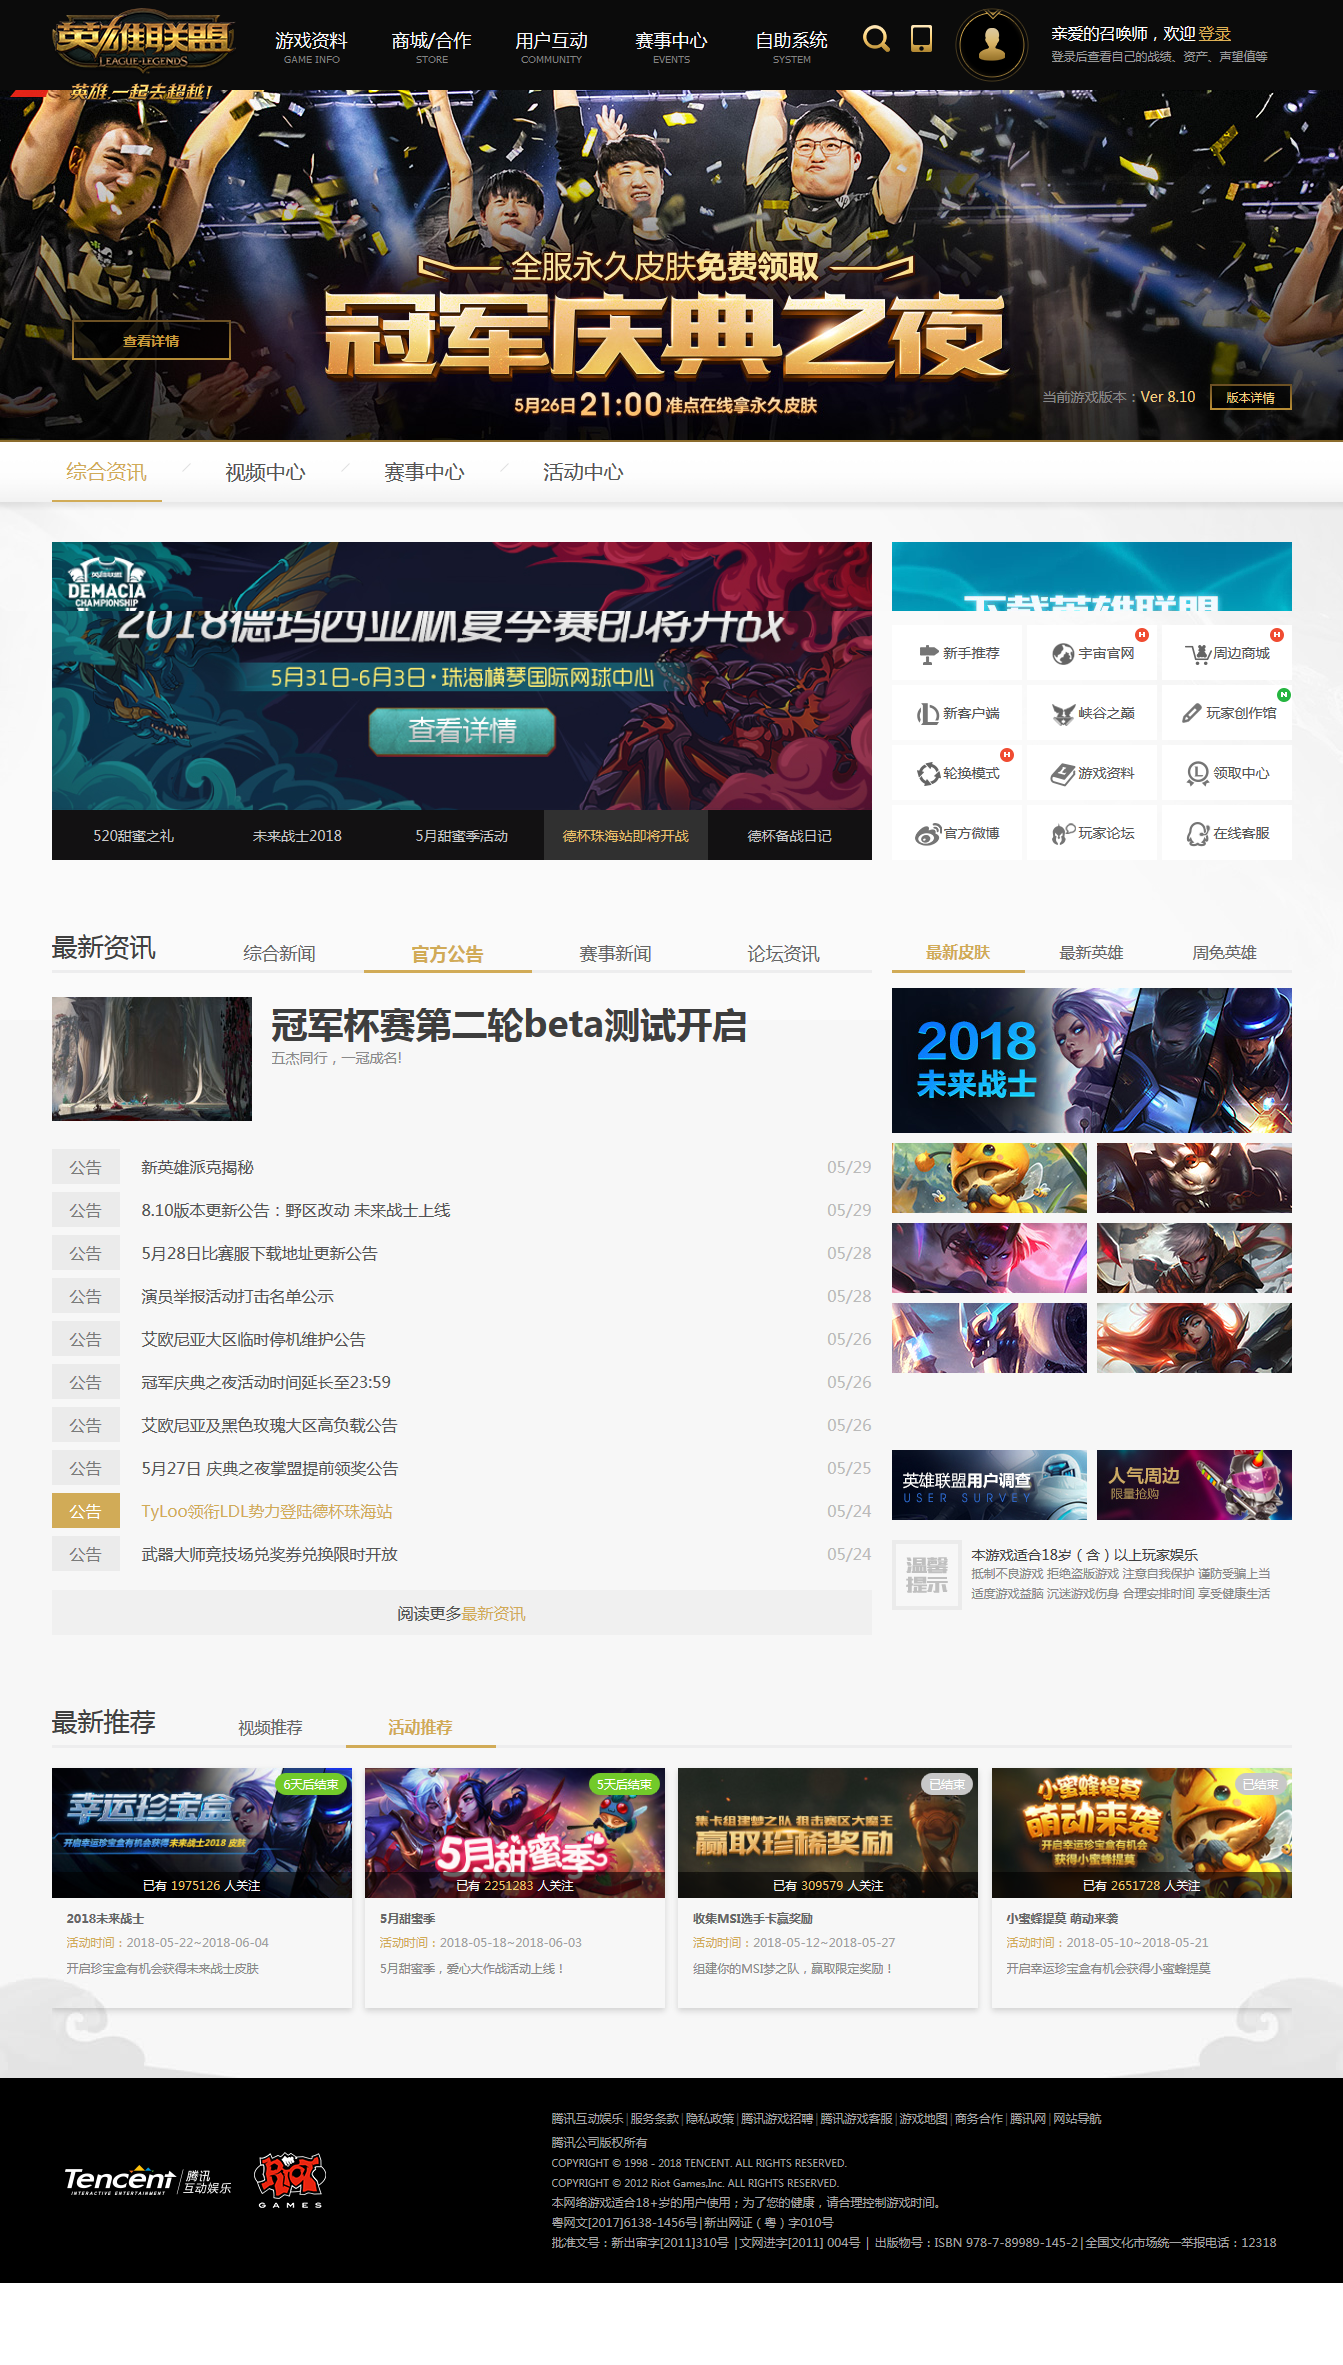 英雄联盟
LEAGUE of LEGENDS
英雄,一起去超越!
游戏资料
GAME INFO
商城/合作
STORE
用户互动
COMMUNITY
赛事中心
EVENTS
自助系统
SYSTEM
亲爱的召唤师，欢迎 登录
登录后查看自己的战绩、资产、声望值等
全服永久皮肤免费领取
冠军庆典之夜
5月26日21:00准点在线拿永久皮肤
查看详情
当前游戏版本：Ver 8.10
版本详情
综合资讯
视频中心
赛事中心
活动中心
英雄联盟
DEMACIA
CHAMPIONSHIP
2018德玛西亚杯夏季赛即将开战
5月31日-6月3日·珠海横琴国际网球中心
查看详情
520甜蜜之礼
未来战士2018
5月甜蜜季活动
德杯珠海站即将开战
德杯备战日记
下载英雄联盟
新手推荐
宇宙官网
H
周边商城
H
新客户端
峡谷之巅
玩家创作馆
N
轮换模式
H
游戏资料
领取中心
官方微博
玩家论坛
在线客服
最新资讯
综合新闻
官方公告
赛事新闻
论坛资讯
冠军杯赛第二轮beta测试开启
五杰同行，一冠成名!
公告 新英雄派克揭秘 05/29
公告 8.10版本更新公告：野区改动 未来战士上线 05/29
公告 5月28日比赛服下载地址更新公告 05/28
公告 演员举报活动打击名单公示 05/28
公告 艾欧尼亚大区临时停机维护公告 05/26
公告 冠军庆典之夜活动时间延长至23:59 05/26
公告 艾欧尼亚及黑色玫瑰大区高负载公告 05/26
公告 5月27日 庆典之夜掌盟提前领奖公告 05/25
公告 TyLoo领衔LDL势力登陆德杯珠海站 05/24
公告 武器大师竞技场兑奖券兑换限时开放 05/24
阅读更多最新资讯
最新皮肤
最新英雄
周免英雄
2018
未来战士
英雄联盟用户调查
USER SURVEY
人气周边
限量抢购
温馨
提示
本游戏适合18岁（含）以上玩家娱乐
抵制不良游戏 拒绝盗版游戏 注意自我保护 谨防受骗上当
适度游戏益脑 沉迷游戏伤身 合理安排时间 享受健康生活
最新推荐
视频推荐
活动推荐
6天后结束
幸运珍宝盒
开启幸运珍宝盒有机会获得未来战士2018 皮肤
已有 1975126 人关注
2018未来战士
活动时间：2018-05-22~2018-06-04
开启珍宝盒有机会获得未来战士皮肤
5天后结束
5月甜蜜季
已有 2251283 人关注
5月甜蜜季
活动时间：2018-05-18~2018-06-03
5月甜蜜季，爱心大作战活动上线！
已结束
集卡组建梦之队 狙击赛区大魔王
赢取珍稀奖励
已有 309579 人关注
收集MSI选手卡赢奖励
活动时间：2018-05-12~2018-05-27
组建你的MSI梦之队，赢取限定奖励！
已结束
小蜜蜂提莫
萌动来袭
开启幸运珍宝盒有机会
获得小蜜蜂提莫
已有 2651728 人关注
小蜜蜂提莫 萌动来袭
活动时间：2018-05-10~2018-05-21
开启幸运珍宝盒有机会获得小蜜蜂提莫
Tencent 腾讯
INTERACTIVE ENTERTAINMENT 互动娱乐
RIOT
GAMES
腾讯互动娱乐|服务条款|隐私政策|腾讯游戏招聘|腾讯游戏客服|游戏地图|商务合作|腾讯网|网站导航
腾讯公司版权所有
COPYRIGHT © 1998 - 2018 TENCENT. ALL RIGHTS RESERVED.
COPYRIGHT © 2012 Riot Games,Inc. ALL RIGHTS RESERVED.
本网络游戏适合18+岁的用户使用；为了您的健康，请合理控制游戏时间。
粤网文[2017]6138-1456号|新出网证（粤）字010号
批准文号：新出审字[2011]310号 |文网进字[2011] 004号 | 出版物号：ISBN 978-7-89989-145-2|全国文化市场统一举报电话：12318